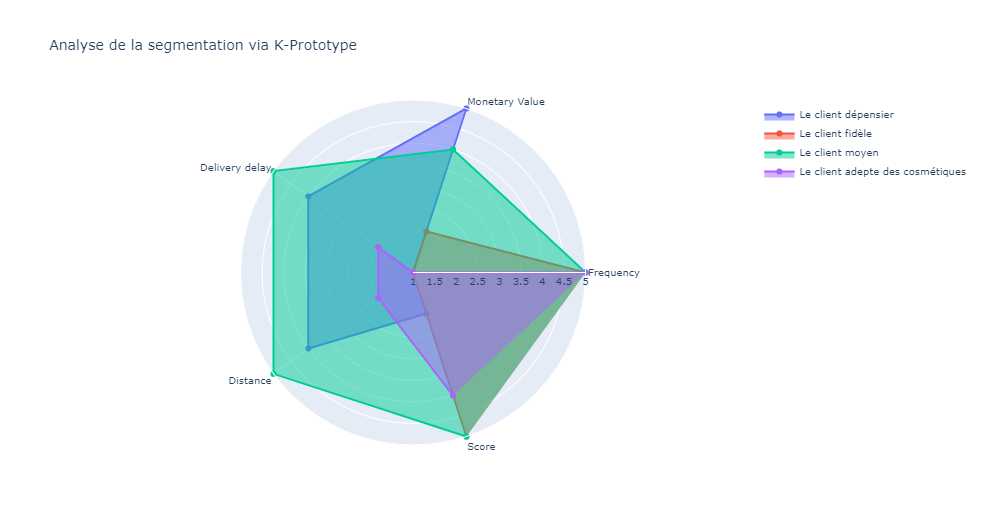 Analyse de la segmentation via K-Prototype
Monetary Value
Delivery delay
Frequency
1 1.5 2 2.5 3 3.5 4 4.5 5
Distance
Score
Le client dépensier
Le client fidèle
Le client moyen
Le client adepte des cosmétiques